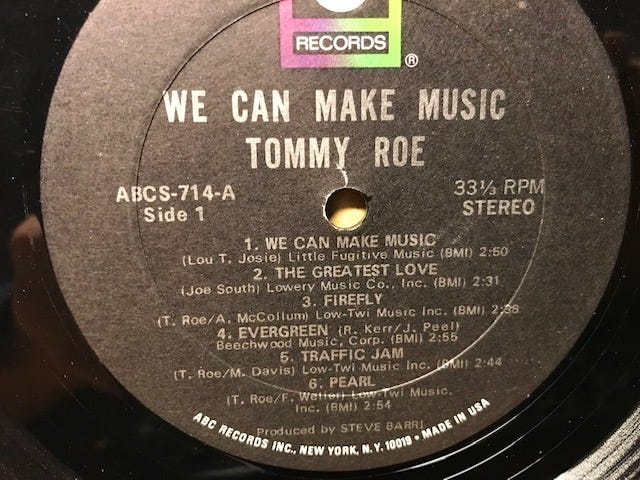 RECORDS
®
WE CAN MAKE MUSIC
TOMMY ROE
ABCS-714-A
Side 1
33⅓ RPM
STEREO
1. WE CAN MAKE MUSIC
(Lou T. Josie) Little Fugitive Music (BMI) 2:50
2. THE GREATEST LOVE
(Joe South) Lowery Music Co., Inc. (BMI) 2:31
3. FIREFLY
(T. Roe/A. McCollum) Low-Twi Music Inc. (BMI) 2:38
4. EVERGREEN (R. Kerr/J. Peel)
Beechwood Music, Corp. (BMI) 2:55
5. TRAFFIC JAM
(T. Roe/M. Davis) Low-Twi Music Inc. (BMI) 2:44
6. PEARL
(T. Roe/F. Weller) Low-Twi Music,
Inc. (BMI) 2:54
Produced by STEVE BARRI
ABC RECORDS INC., NEW YORK, N.Y. 10019 • MADE IN USA